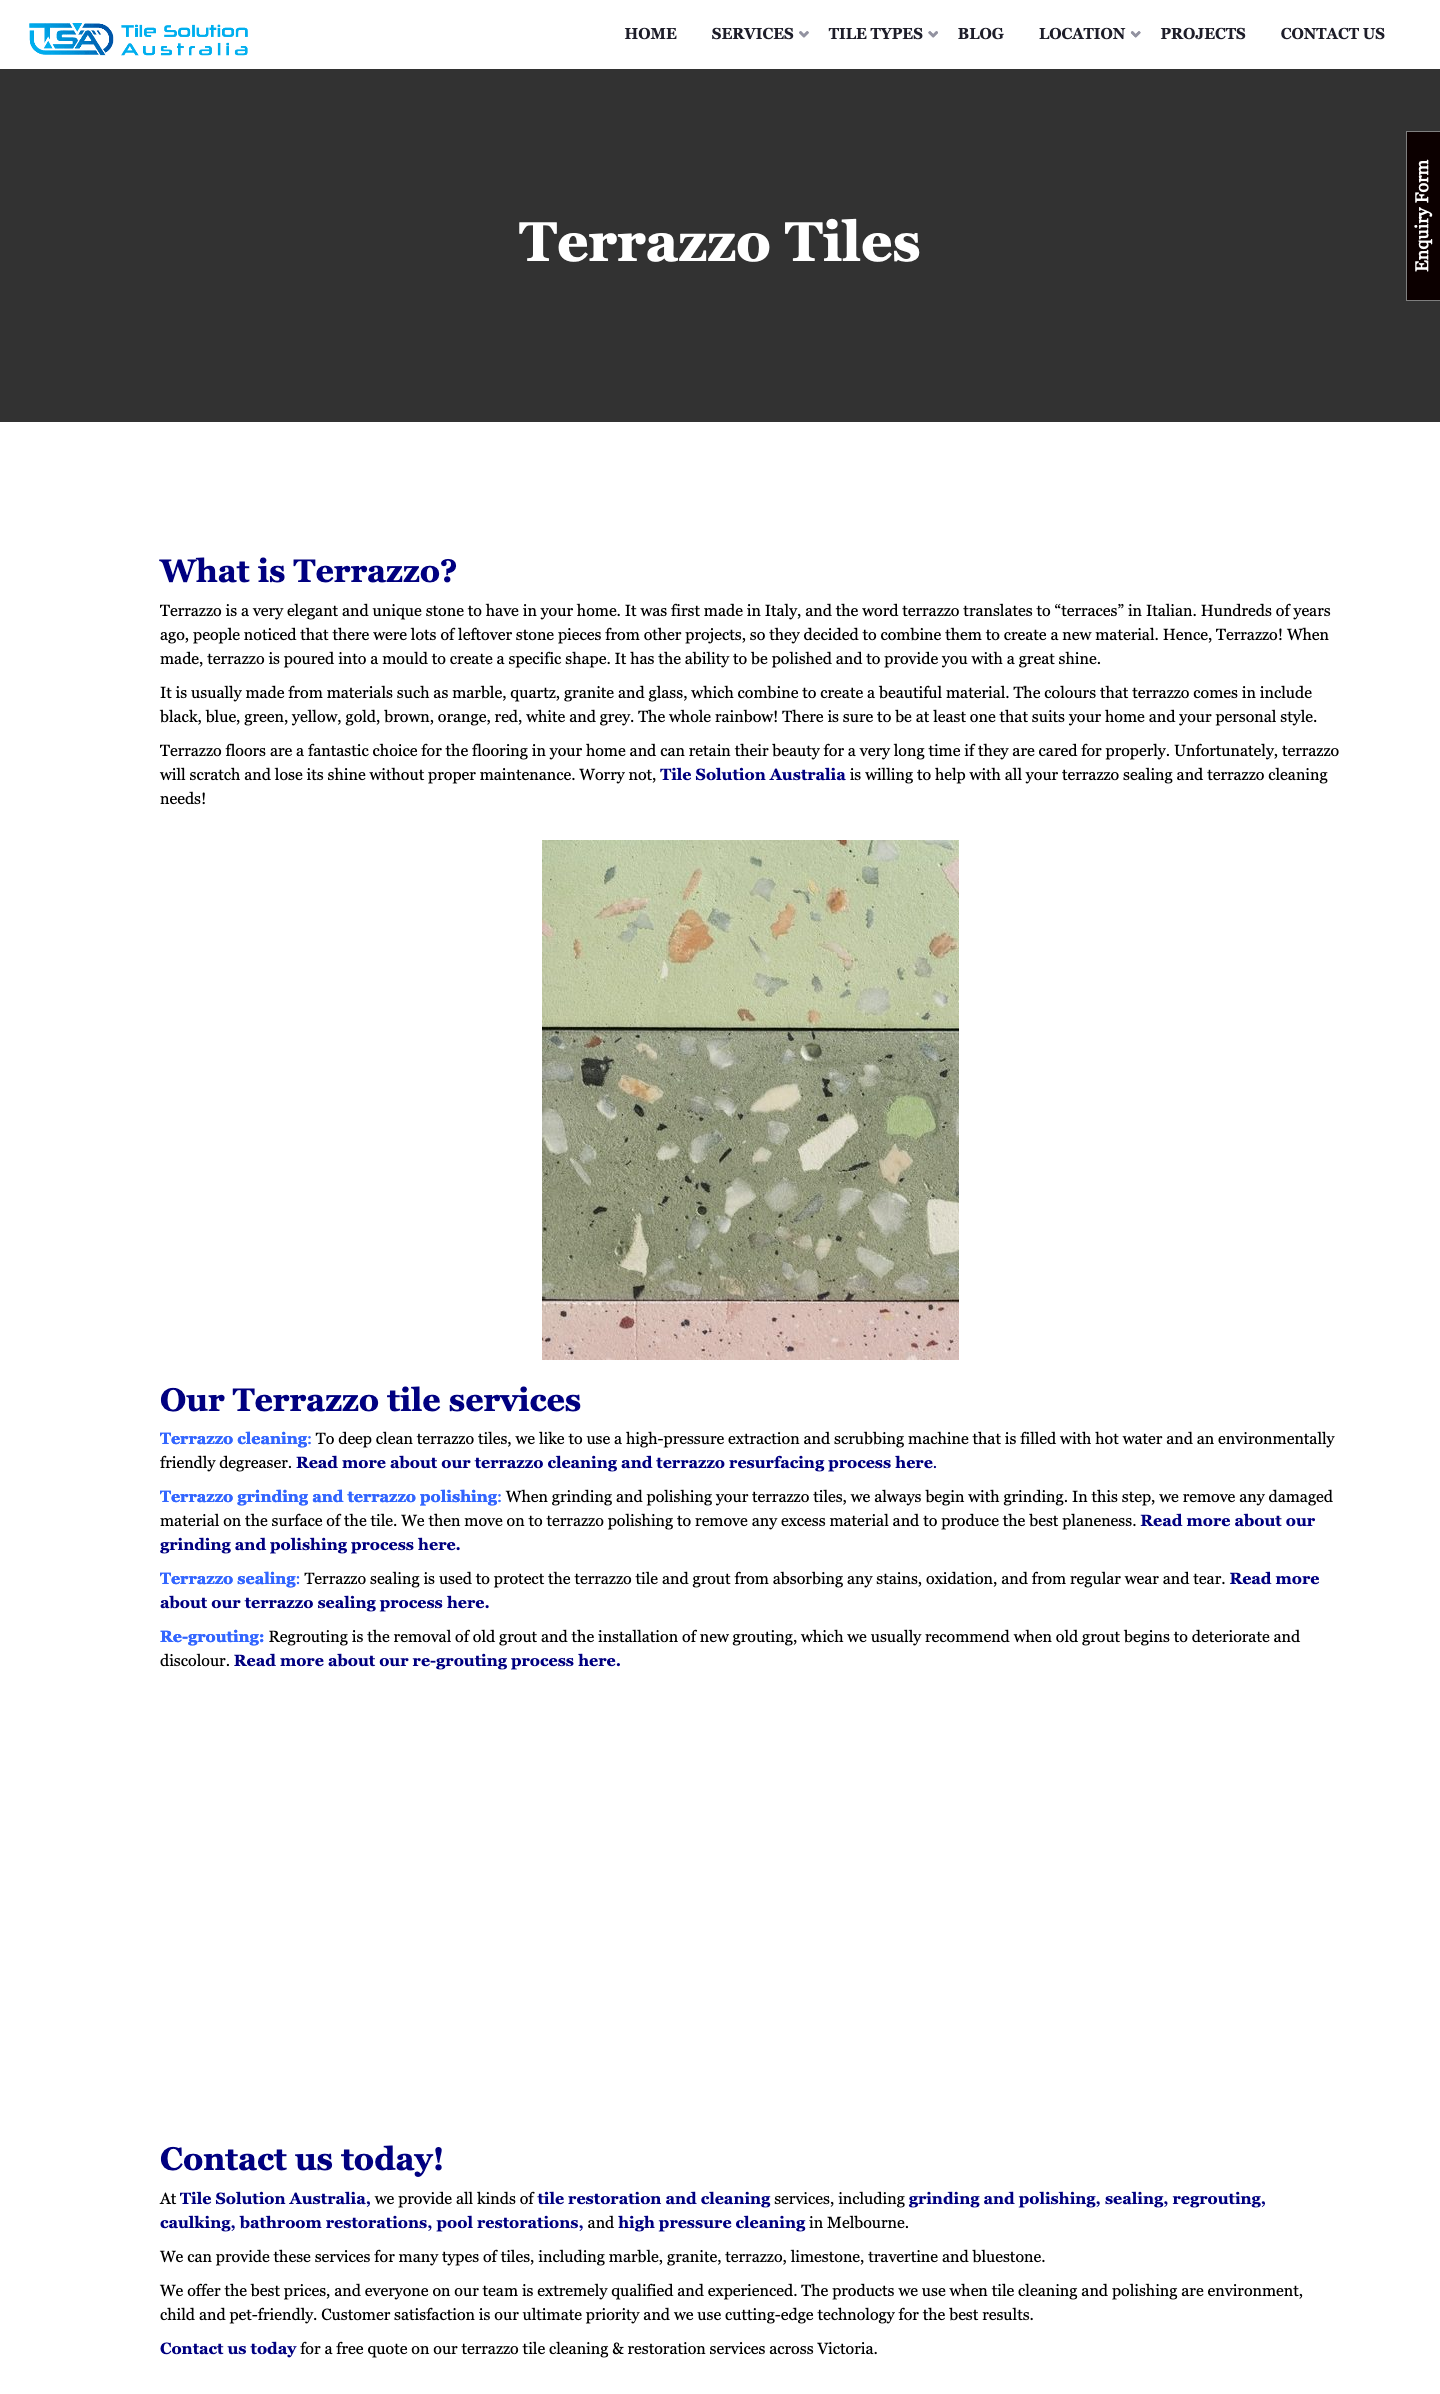 TSA Tile Solution
Australia
HOME SERVICES TILE TYPES BLOG LOCATION PROJECTS CONTACT US
Enquiry Form
Terrazzo Tiles
What is Terrazzo?
Terrazzo is a very elegant and unique stone to have in your home. It was first made in Italy, and the word terrazzo translates to “terraces” in Italian. Hundreds of years
ago, people noticed that there were lots of leftover stone pieces from other projects, so they decided to combine them to create a new material. Hence, Terrazzo! When
made, terrazzo is poured into a mould to create a specific shape. It has the ability to be polished and to provide you with a great shine.
It is usually made from materials such as marble, quartz, granite and glass, which combine to create a beautiful material. The colours that terrazzo comes in include
black, blue, green, yellow, gold, brown, orange, red, white and grey. The whole rainbow! There is sure to be at least one that suits your home and your personal style.
Terrazzo floors are a fantastic choice for the flooring in your home and can retain their beauty for a very long time if they are cared for properly. Unfortunately, terrazzo
will scratch and lose its shine without proper maintenance. Worry not, Tile Solution Australia is willing to help with all your terrazzo sealing and terrazzo cleaning
needs!
Our Terrazzo tile services
Terrazzo cleaning: To deep clean terrazzo tiles, we like to use a high-pressure extraction and scrubbing machine that is filled with hot water and an environmentally
friendly degreaser. Read more about our terrazzo cleaning and terrazzo resurfacing process here.
Terrazzo grinding and terrazzo polishing: When grinding and polishing your terrazzo tiles, we always begin with grinding. In this step, we remove any damaged
material on the surface of the tile. We then move on to terrazzo polishing to remove any excess material and to produce the best planeness. Read more about our
grinding and polishing process here.
Terrazzo sealing: Terrazzo sealing is used to protect the terrazzo tile and grout from absorbing any stains, oxidation, and from regular wear and tear. Read more
about our terrazzo sealing process here.
Re-grouting: Regrouting is the removal of old grout and the installation of new grouting, which we usually recommend when old grout begins to deteriorate and
discolour. Read more about our re-grouting process here.
Contact us today!
At Tile Solution Australia, we provide all kinds of tile restoration and cleaning services, including grinding and polishing, sealing, regrouting,
caulking, bathroom restorations, pool restorations, and high pressure cleaning in Melbourne.
We can provide these services for many types of tiles, including marble, granite, terrazzo, limestone, travertine and bluestone.
We offer the best prices, and everyone on our team is extremely qualified and experienced. The products we use when tile cleaning and polishing are environment,
child and pet-friendly. Customer satisfaction is our ultimate priority and we use cutting-edge technology for the best results.
Contact us today for a free quote on our terrazzo tile cleaning & restoration services across Victoria.